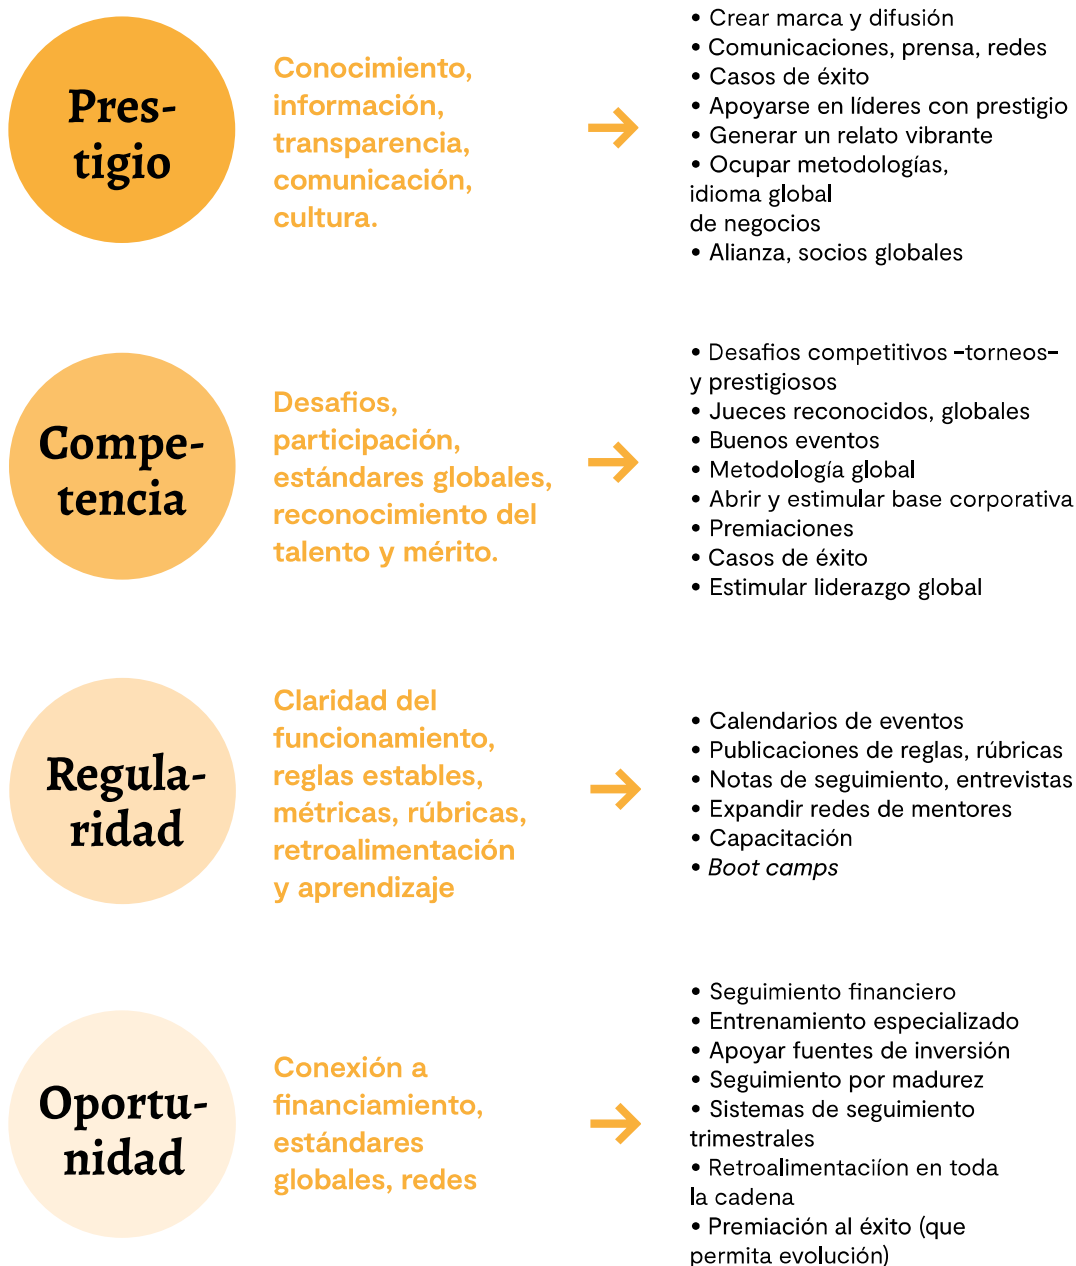 Pres-
tigio
Conocimiento,
información,
transparencia,
comunicación,
cultura.
• Crear marca y difusión
• Comunicaciones, prensa, redes
• Casos de éxito
• Apoyarse en líderes con prestigio
• Generar un relato vibrante
• Ocupar metodologías,
idioma global
de negocios
• Alianza, socios globales
Compe-
tencia
Desafios,
participación,
estándares globales,
reconocimiento del
talento y mérito.
• Desafios competitivos –torneos–
y prestigiosos
• Jueces reconocidos, globales
• Buenos eventos
• Metodología global
• Abrir y estimular base corporativa
• Premiaciones
• Casos de éxito
• Estimular liderazgo global
Regula-
ridad
Claridad del
funcionamiento,
reglas estables,
métricas, rúbricas,
retroalimentación
y aprendizaje
• Calendarios de eventos
• Publicaciones de reglas, rúbricas
• Notas de seguimiento, entrevistas
• Expandir redes de mentores
• Capacitación
• Boot camps
Oportu-
nidad
Conexión a
financiamiento,
estándares
globales, redes
• Seguimiento financiero
• Entrenamiento especializado
• Apoyar fuentes de inversión
• Seguimiento por madurez
• Sistemas de seguimiento
trimestrales
• Retroalimentaciíon en toda
la cadena
• Premiación al éxito (que
permita evolución)